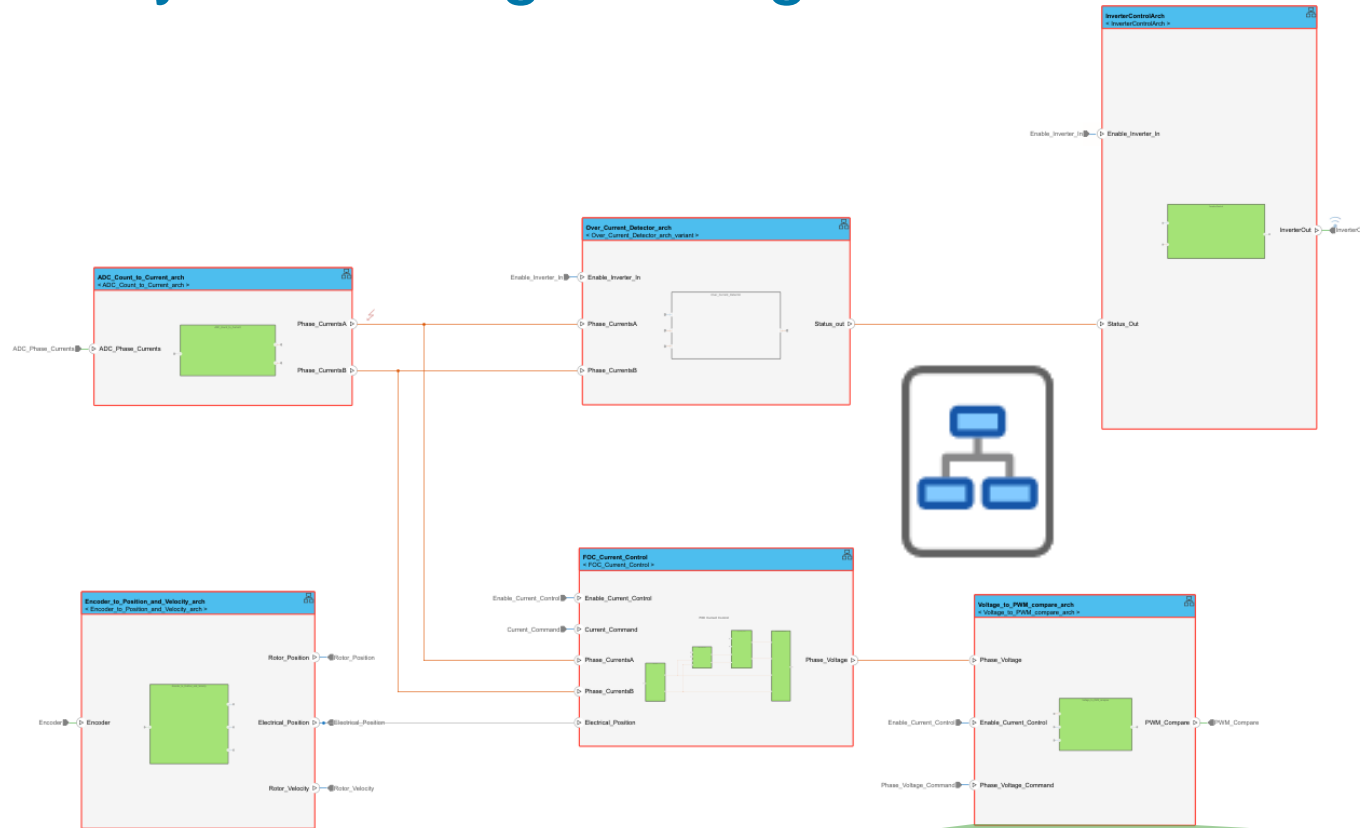 InverterControlArch
< InverterControlArch >
Enable_Inverter_In
Enable_Inverter_In
InverterOut
Status_Out
Over_Current_Detector_arch
< Over_Current_Detector_arch_variant >
Enable_Inverter_In
Enable_Inverter_In
Phase_CurrentsA
Status_out
Phase_CurrentsB
ADC_Count_to_Current_arch
< ADC_Count_to_Current_arch >
Phase_CurrentsA
ADC_Phase_Currents
ADC_Phase_Currents
Phase_CurrentsB
FOC_Current_Control
< FOC_Current_Control >
Enable_Current_Control
Enable_Current_Control
Current_Command
Current_Command
Phase_CurrentsA
Phase_Voltage
Phase_CurrentsB
Electrical_Position
Encoder_to_Position_and_Velocity_arch
< Encoder_to_Position_and_Velocity_arch >
Rotor_Position
Rotor_Position
Encoder
Encoder
Electrical_Position
Electrical_Position
Rotor_Velocity
Rotor_Velocity
Voltage_to_PWM_compare_arch
< Voltage_to_PWM_compare_arch >
Phase_Voltage
Enable_Current_Control
Enable_Current_Control
PWM_Compare
PWM_Compare
Phase_Voltage_Command
Phase_Voltage_Command